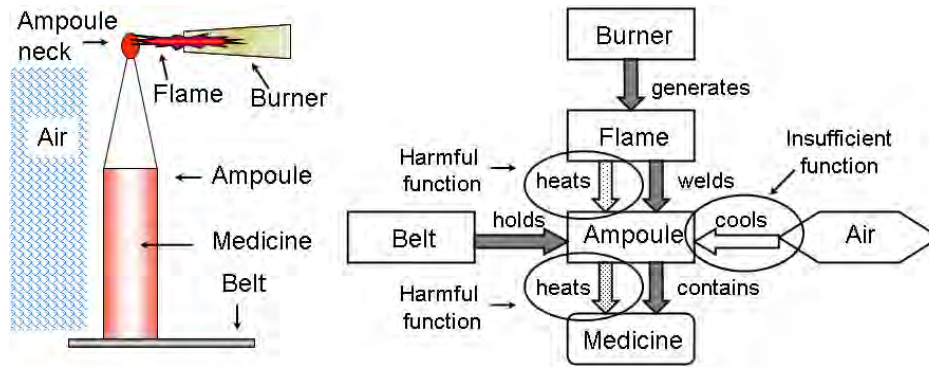 Ampoule
neck
Flame
Burner
Air
Ampoule
Medicine
Belt
Burner
generates
Flame
Harmful
function
heats
welds
Insufficient
function
Belt
holds
Ampoule
cools
Air
Harmful
function
heats
contains
Medicine